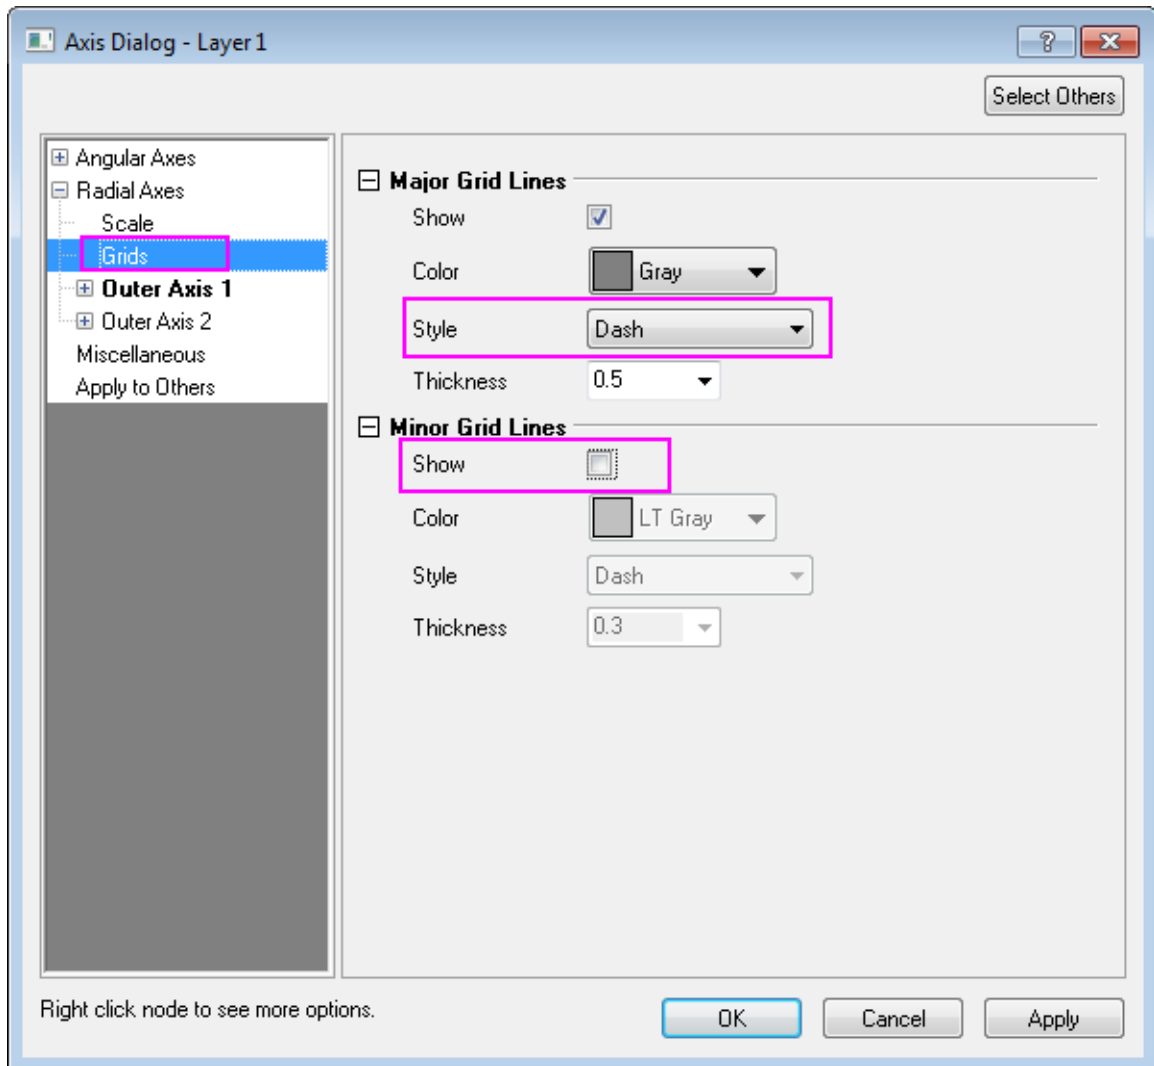 Axis Dialog - Layer 1
Select Others
Angular Axes
Radial Axes
Scale
Grids
Outer Axis 1
Outer Axis 2
Miscellaneous
Apply to Others
Major Grid Lines
Show
Color Gray
Style Dash
Thickness 0.5
Minor Grid Lines
Show
Color LT Gray
Style Dash
Thickness 0.3
Right click node to see more options.
OK Cancel Apply